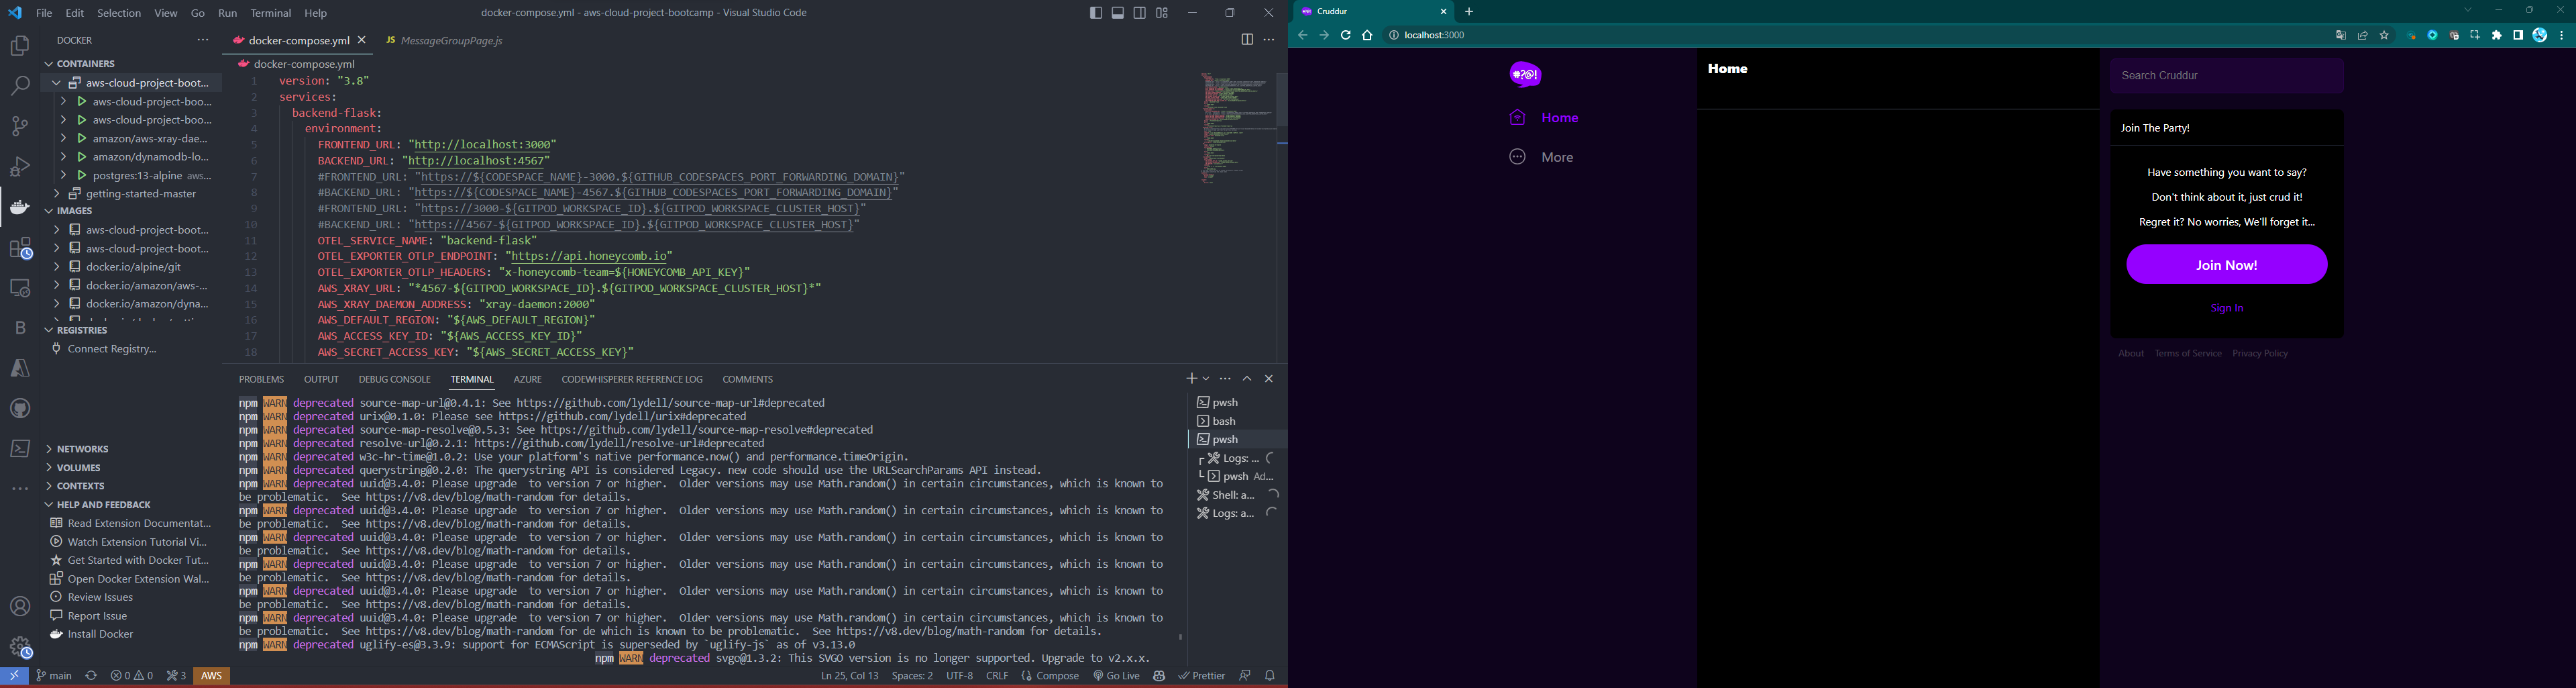 File Edit Selection View Go Run Terminal Help
docker-compose.yml - aws-cloud-project-bootcamp - Visual Studio Code
DOCKER
CONTAINERS
aws-cloud-project-boot...
aws-cloud-project-boo...
aws-cloud-project-boo...
amazon/aws-xray-dae...
amazon/dynamodb-lo...
postgres:13-alpine aws...
getting-started-master
IMAGES
aws-cloud-project-boot...
aws-cloud-project-boot...
docker.io/alpine/git
docker.io/amazon/aws-...
docker.io/amazon/dyna...
REGISTRIES
Connect Registry...
NETWORKS
VOLUMES
CONTEXTS
HELP AND FEEDBACK
Read Extension Documentat...
Watch Extension Tutorial Vi...
Get Started with Docker Tut...
Open Docker Extension Wal...
Review Issues
Report Issue
Install Docker
docker-compose.yml
JS MessageGroupPage.js
docker-compose.yml
1 version: "3.8"
2 services:
3 backend-flask:
4 environment:
5 FRONTEND_URL: "http://localhost:3000"
6 BACKEND_URL: "http://localhost:4567"
7 #FRONTEND_URL: "https://${CODESPACE_NAME}-3000.${GITHUB_CODESPACES_PORT_FORWARDING_DOMAIN}"
8 #BACKEND_URL: "https://${CODESPACE_NAME}-4567.${GITHUB_CODESPACES_PORT_FORWARDING_DOMAIN}"
9 #FRONTEND_URL: "https://3000-${GITPOD_WORKSPACE_ID}.${GITPOD_WORKSPACE_CLUSTER_HOST}"
10 #BACKEND_URL: "https://4567-${GITPOD_WORKSPACE_ID}.${GITPOD_WORKSPACE_CLUSTER_HOST}"
11 OTEL_SERVICE_NAME: "backend-flask"
12 OTEL_EXPORTER_OTLP_ENDPOINT: "https://api.honeycomb.io"
13 OTEL_EXPORTER_OTLP_HEADERS: "x-honeycomb-team=${HONEYCOMB_API_KEY}"
14 AWS_XRAY_URL: "*4567-${GITPOD_WORKSPACE_ID}.${GITPOD_WORKSPACE_CLUSTER_HOST}*"
15 AWS_XRAY_DAEMON_ADDRESS: "xray-daemon:2000"
16 AWS_DEFAULT_REGION: "${AWS_DEFAULT_REGION}"
17 AWS_ACCESS_KEY_ID: "${AWS_ACCESS_KEY_ID}"
18 AWS_SECRET_ACCESS_KEY: "${AWS_SECRET_ACCESS_KEY}"
PROBLEMS OUTPUT DEBUG CONSOLE TERMINAL AZURE CODEWHISPERER REFERENCE LOG COMMENTS
npm WARN deprecated source-map-url@0.4.1: See https://github.com/lydell/source-map-url#deprecated
npm WARN deprecated urix@0.1.0: Please see https://github.com/lydell/urix#deprecated
npm WARN deprecated source-map-resolve@0.5.3: See https://github.com/lydell/source-map-resolve#deprecated
npm WARN deprecated resolve-url@0.2.1: https://github.com/lydell/resolve-url#deprecated
npm WARN deprecated w3c-hr-time@1.0.2: Use your platform's native performance.now() and performance.timeOrigin.
npm WARN deprecated querystring@0.2.0: The querystring API is considered Legacy. new code should use the URLSearchParams API instead.
npm WARN deprecated uuid@3.4.0: Please upgrade  to version 7 or higher.  Older versions may use Math.random() in certain circumstances, which is known to
be problematic.  See https://v8.dev/blog/math-random for details.
npm WARN deprecated uuid@3.4.0: Please upgrade  to version 7 or higher.  Older versions may use Math.random() in certain circumstances, which is known to
be problematic.  See https://v8.dev/blog/math-random for details.
npm WARN deprecated uuid@3.4.0: Please upgrade  to version 7 or higher.  Older versions may use Math.random() in certain circumstances, which is known to
be problematic.  See https://v8.dev/blog/math-random for details.
npm WARN deprecated uuid@3.4.0: Please upgrade  to version 7 or higher.  Older versions may use Math.random() in certain circumstances, which is known to
be problematic.  See https://v8.dev/blog/math-random for details.
npm WARN deprecated uuid@3.4.0: Please upgrade  to version 7 or higher.  Older versions may use Math.random() in certain circumstances, which is known to
be problematic.  See https://v8.dev/blog/math-random for details.
npm WARN deprecated uuid@3.4.0: Please upgrade  to version 7 or higher.  Older versions may use Math.random() in certain circumstances, which is known to
be problematic.  See https://v8.dev/blog/math-random for de which is known to be problematic.  See https://v8.dev/blog/math-random for details.
npm WARN deprecated uglify-es@3.3.9: support for ECMAScript is superseded by `uglify-js` as of v3.13.0
npm WARN deprecated svgo@1.3.2: This SVGO version is no longer supported. Upgrade to v2.x.x.
pwsh
bash
pwsh
Logs: ...
pwsh Ad...
Shell: a...
Logs: a...
main 0 0 3 AWS
Ln 25, Col 13 Spaces: 2 UTF-8 CRLF Compose Go Live Prettier
Cruddur
localhost:3000
#?@!
Home
More
Home
Search Cruddur
Join The Party!
Have something you want to say?
Don't think about it, just crud it!
Regret it? No worries, We'll forget it...
Join Now!
Sign In
About Terms of Service Privacy Policy